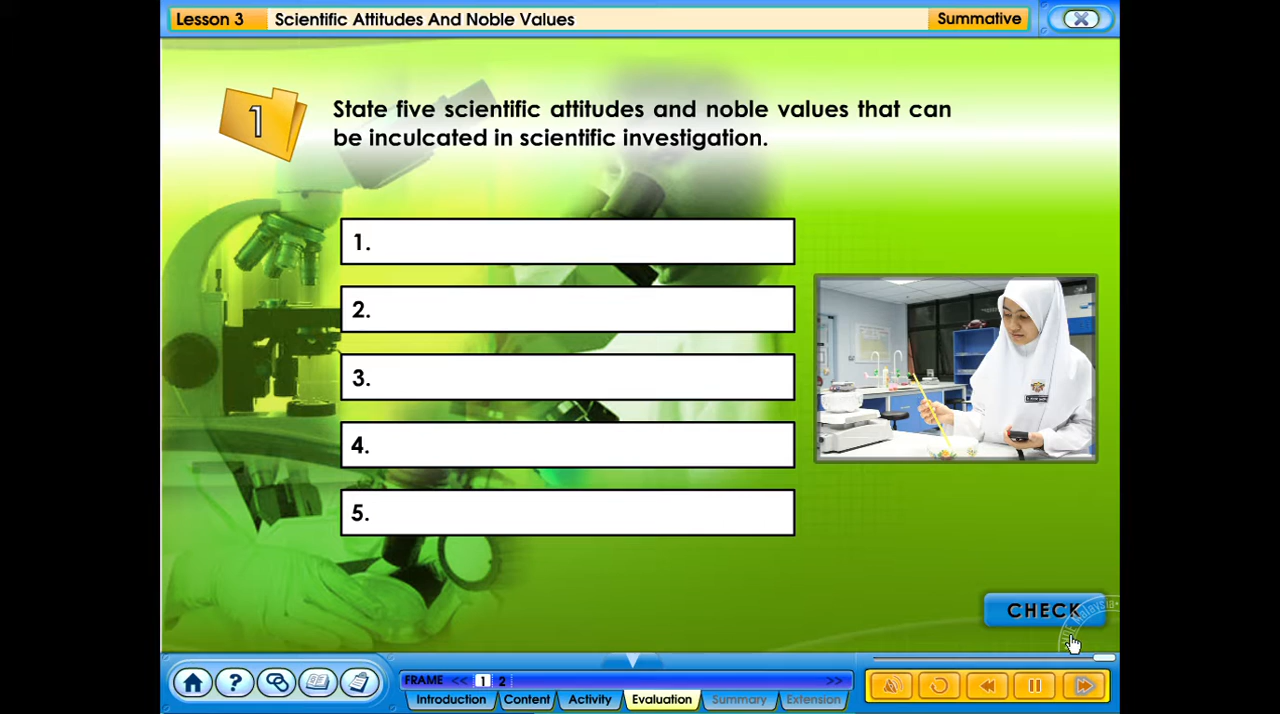 Lesson 3
Scientific Attitudes And Noble Values
Summative
1
State five scientific attitudes and noble values that can
be inculcated in scientific investigation.
1.
2.
3.
4.
5.
CHECK
Malaysia
?
FRAME << 1 2 >>
Introduction
Content
Activity
Evaluation
Summary
Extension